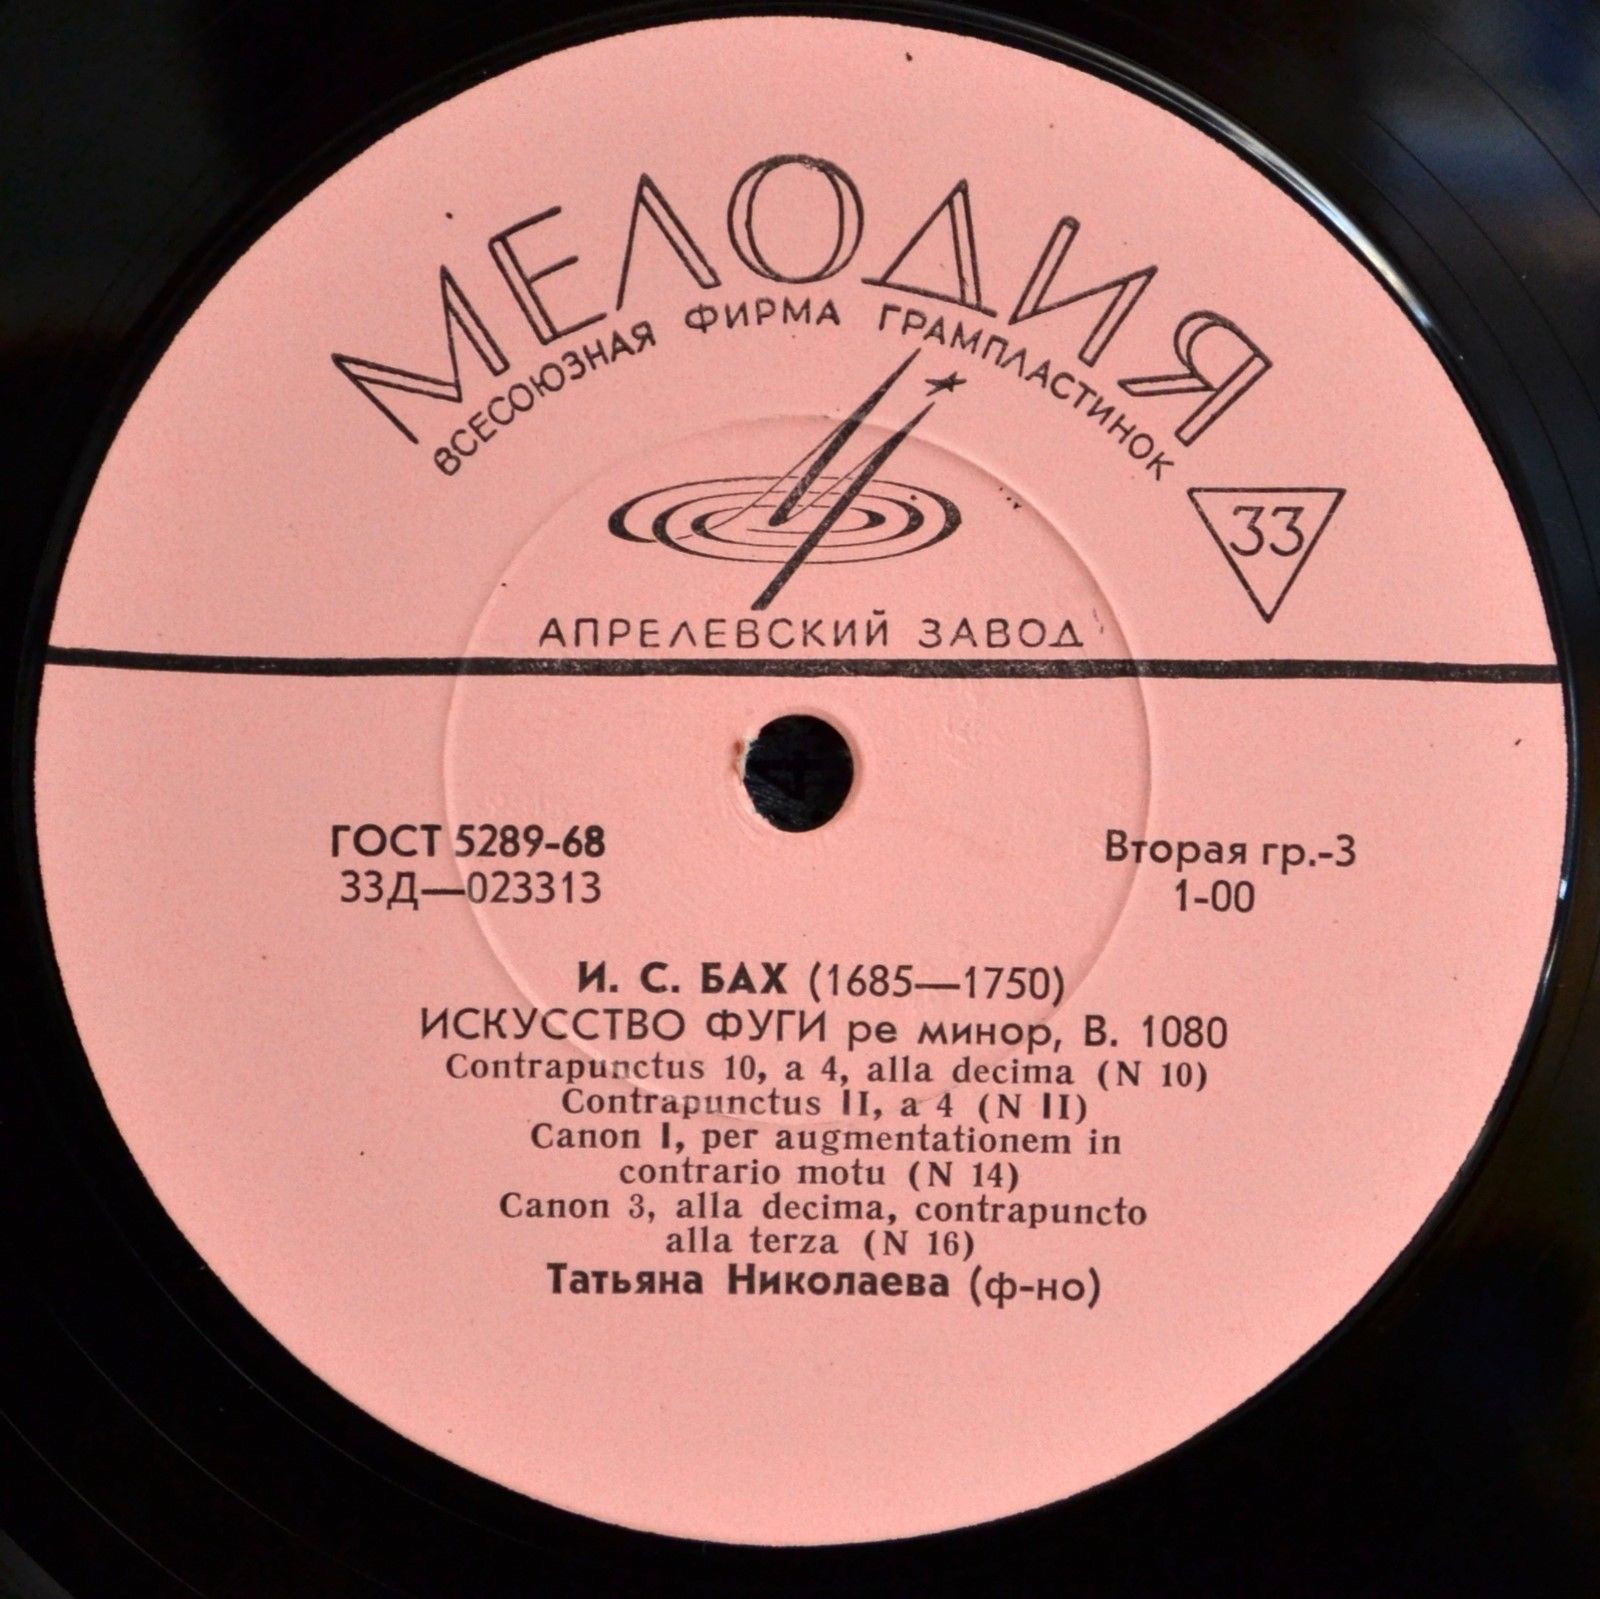 МЕЛОДИЯ
ВСЕСОЮЗНАЯ ФИРМА ГРАМПЛАСТИНОК
33
АПРЕЛЕВСКИЙ ЗАВОД
ГОСТ 5289-68
33Д—023313
Вторая гр.-3
1-00
И. С. БАХ (1685—1750)
ИСКУССТВО ФУГИ ре минор, В. 1080
Contrapunctus 10, a 4, alla decima (N 10)
Contrapunctus II, a 4 (N II)
Canon I, per augmentationem in
contrario motu (N 14)
Canon 3, alla decima, contrapuncto
alla terza (N 16)
Татьяна Николаева (ф-но)